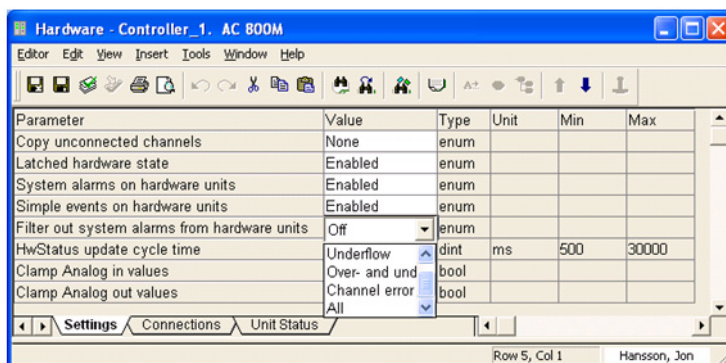 Hardware - Controller_1. AC 800M
Editor Edit View Insert Tools Window Help
Parameter Value Type Unit Min Max
Copy unconnected channels None enum
Latched hardware state Enabled enum
System alarms on hardware units Enabled enum
Simple events on hardware units Enabled enum
Filter out system alarms from hardware units Off enum
HwStatus update cycle time Underflow dint ms 500 30000
Clamp Analog in values Over- and und bool
Channel error
Clamp Analog out values bool
All
Settings Connections Unit Status
Row 5, Col 1 Hansson, Jon